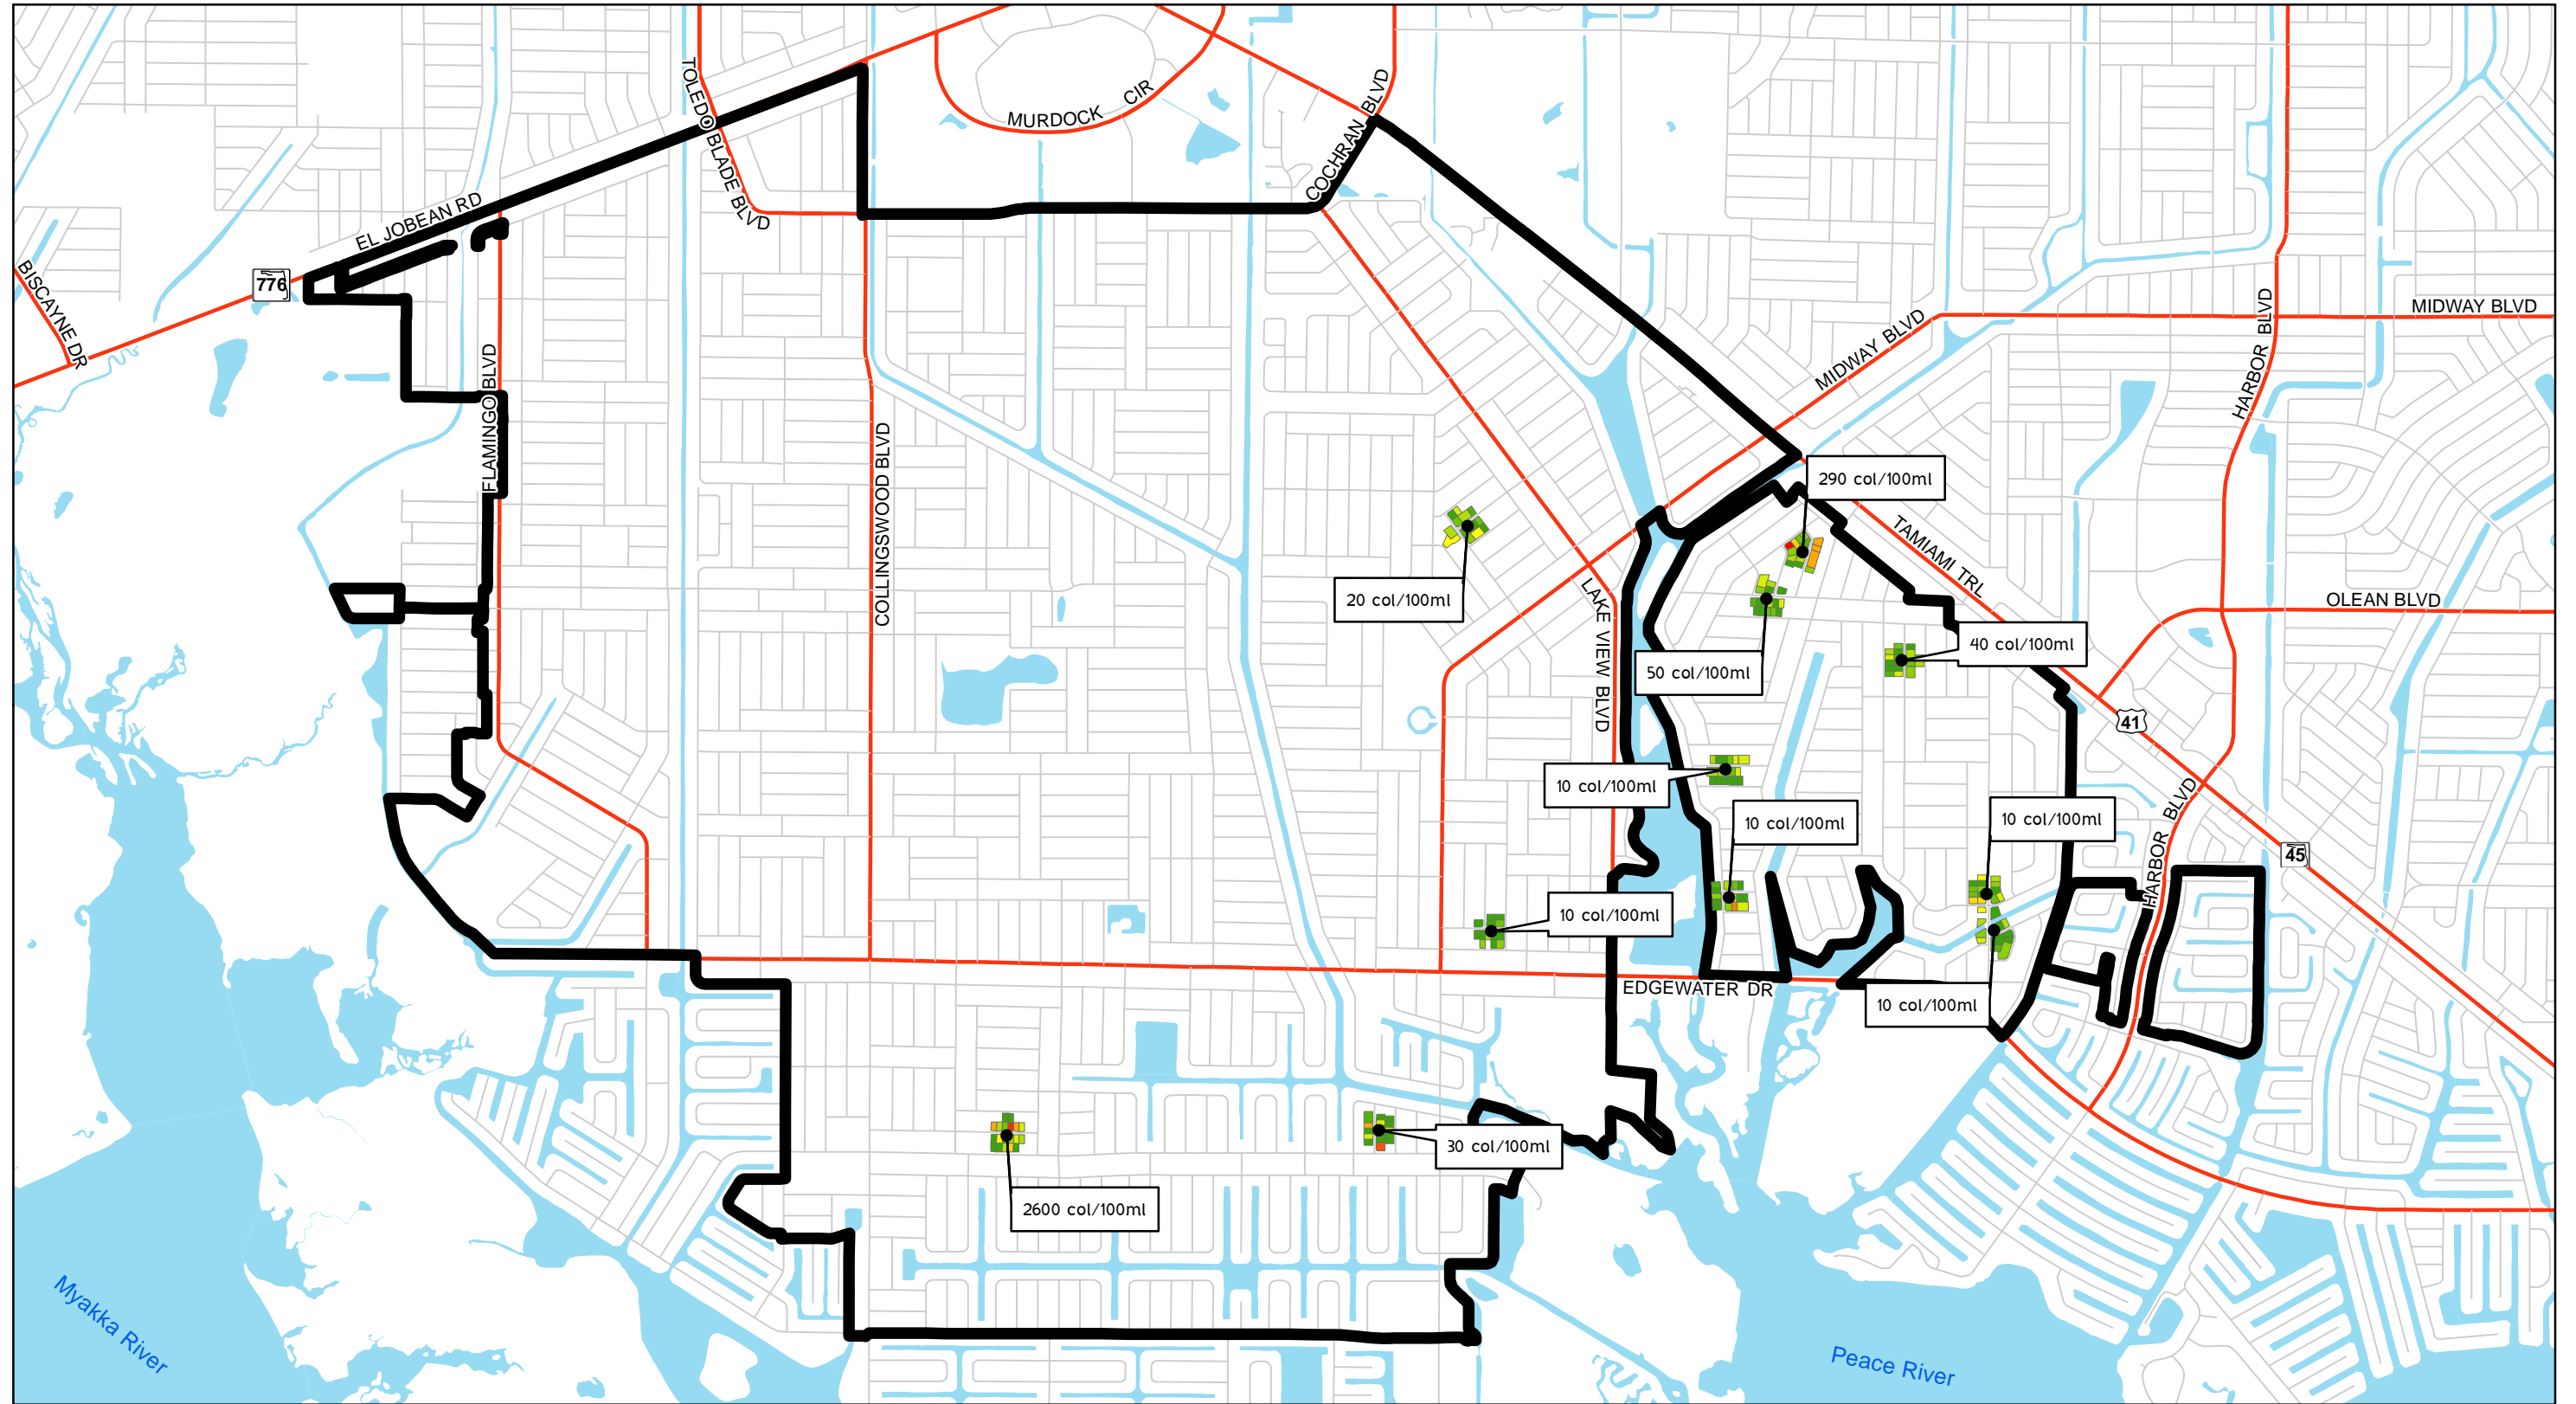 TOLEDO BLADE BLVD
MURDOCK CIR
COCHRAN BLVD
EL JOBEAN RD
776
BISCAYNE DR
FLAMINGO BLVD
COLLINGSWOOD BLVD
MIDWAY BLVD
MIDWAY BLVD
HARBOR BLVD
290 col/100ml
TAMIAMI TRL
20 col/100ml
LAKE VIEW BLVD
OLEAN BLVD
50 col/100ml
40 col/100ml
41
10 col/100ml
10 col/100ml
10 col/100ml
HARBOR BLVD
45
10 col/100ml
EDGEWATER DR
10 col/100ml
30 col/100ml
2600 col/100ml
Myakka River
Peace River